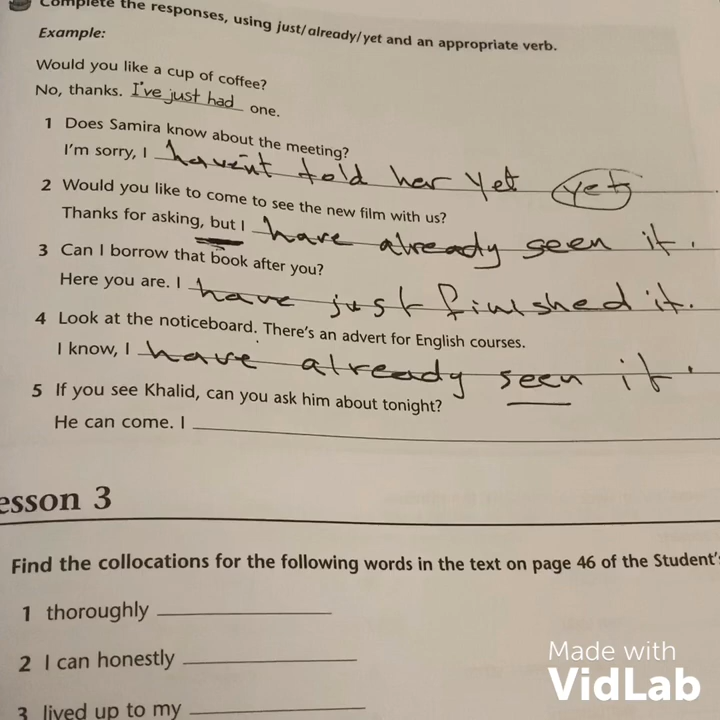 Complete the responses, using just/already/yet and an appropriate verb.
Example:
Would you like a cup of coffee?
No, thanks. I've just had one.
1 Does Samira know about the meeting?
I'm sorry, I haven't told her yet yet
2 Would you like to come to see the new film with us?
Thanks for asking, but I have already seen it.
3 Can I borrow that book after you?
Here you are. I have just finished it.
4 Look at the noticeboard. There's an advert for English courses.
I know, I have already seen it.
5 If you see Khalid, can you ask him about tonight?
He can come. I
esson 3
Find the collocations for the following words in the text on page 46 of the Student's
1 thoroughly
2 I can honestly
3 lived up to my
Made with
VidLab